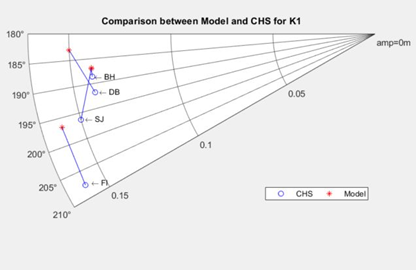 Comparison between Model and CHS for K1
180°
amp=0m
185°
← BH
190°
← DB
0.05
195°
← SJ
200°
0.1
205°
← FI
0.15
210°
CHS
Model